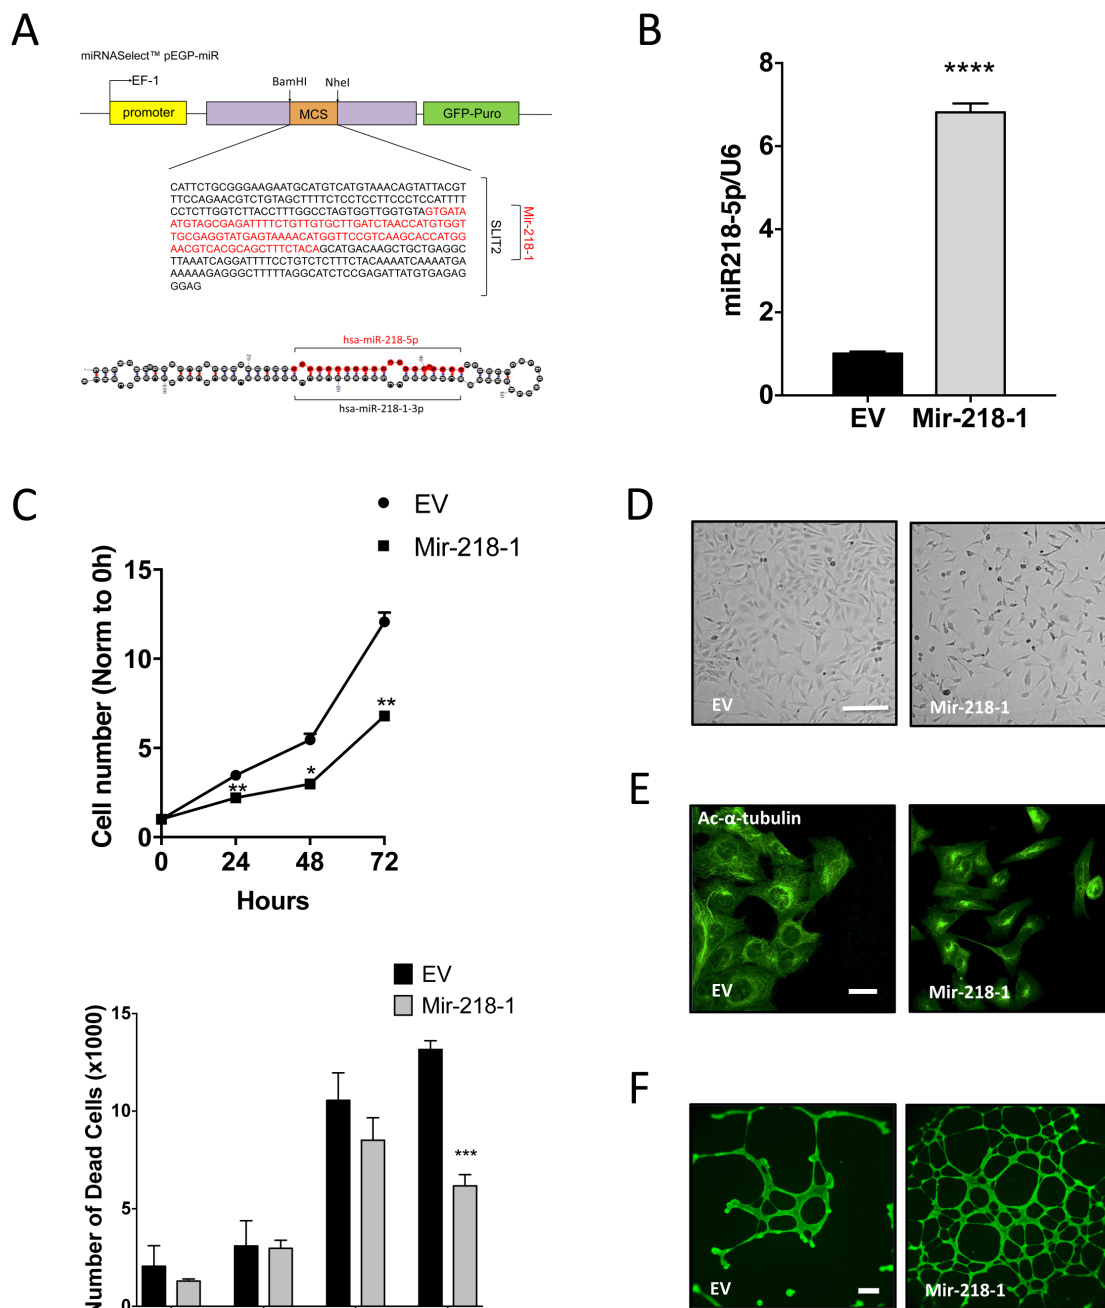 A
miRNASelect™ pEGP-miR
EF-1
BamHI NheI
promoter
MCS
GFP-Puro
CATTCTGCGGGAAGAATGCATGTCATGTAAACAGTATTACGT
TTCCAGAACGTCTGTAGCTTTTCTCCTCCTTCCCTCCATTTT
CCTCTTGGTCTTACCTTTGGCCTAGTGGTTGGTGTAGTGATA
ATGTAGCGAGATTTTCTGTTGTGCTTGATCTAACCATGTGGT
TGCGAGGTATGAGTAAAACATGGTTCCGTCAAGCACCATGG
AACGTCACGCAGCTTTCTACAGCATGACAAGCTGCTGAGGC
TTAAATCAGGATTTTCCTGTCTCTTTCTACAAAATCAAAATGA
AAAAAGAGGGCTTTTTAGGCATCTCCGAGATTATGTGAGAG
GGAG
SLIT2
Mir-218-1
hsa-miR-218-5p
hsa-miR-218-1-3p
B
miR218-5p/U6
8
6
4
2
0
****
EV Mir-218-1
C
EV
Mir-218-1
Cell number (Norm to 0h)
15
10
5
0
**
*
**
0 24 48 72
Hours
EV
Mir-218-1
Number of Dead Cells (x1000)
15
10
5
0
***
D
EV
Mir-218-1
E
Ac-α-tubulin
EV
Mir-218-1
F
EV
Mir-218-1